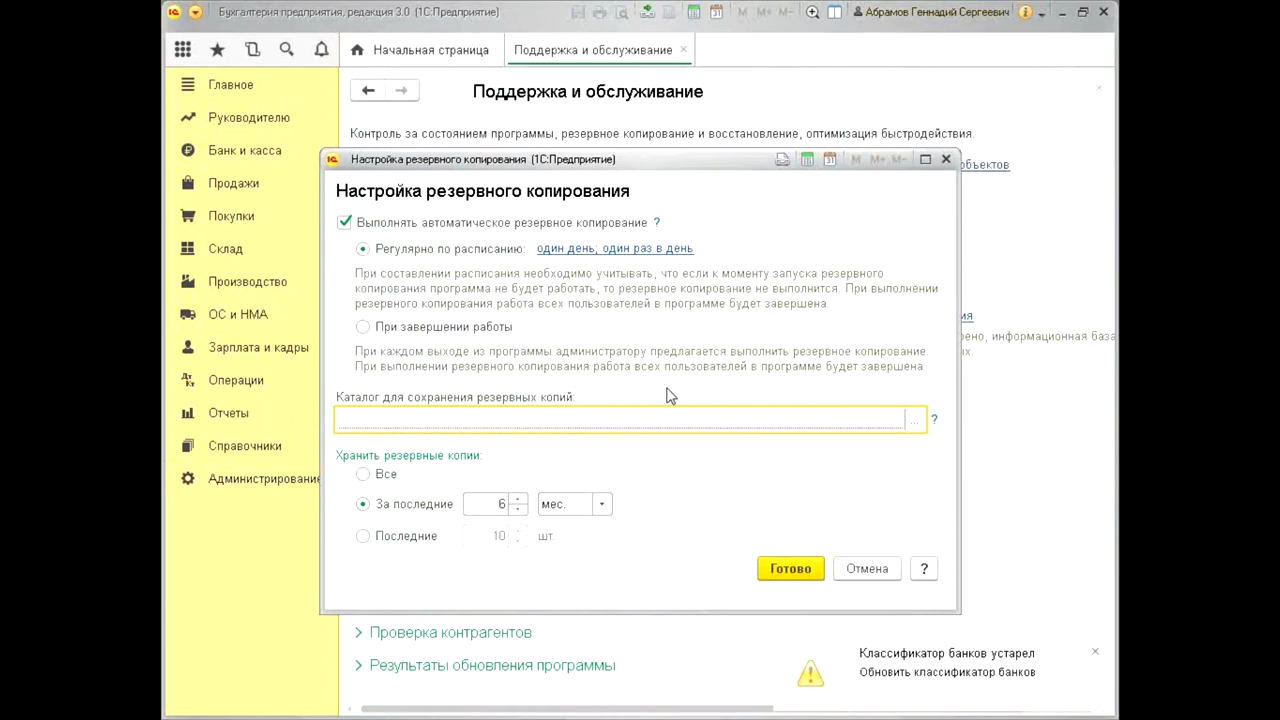 Бухгалтерия предприятия, редакция 3.0 (1С:Предприятие)
M M+ M-
Абрамов Геннадий Сергеевич
Начальная страница
Поддержка и обслуживание
Главное
Руководителю
Банк и касса
Продажи
Покупки
Склад
Производство
ОС и НМА
Зарплата и кадры
Операции
Отчеты
Справочники
Администрирование
Поддержка и обслуживание
Контроль за состоянием программы, резервное копирование и восстановление, оптимизация быстродействия.
объектов
ия
рено, информационная база
х.
Настройка резервного копирования (1С:Предприятие)
M M+ M-
Настройка резервного копирования
Выполнять автоматическое резервное копирование ?
Регулярно по расписанию: один день; один раз в день
При составлении расписания необходимо учитывать, что если к моменту запуска резервного
копирования программа не будет работать, то резервное копирование не выполнится. При выполнении
резервного копирования работа всех пользователей в программе будет завершена.
При завершении работы
При каждом выходе из программы администратору предлагается выполнить резервное копирование.
При выполнении резервного копирования работа всех пользователей в программе будет завершена.
Каталог для сохранения резервных копий:
... ?
Хранить резервные копии:
Все
За последние 6 мес.
Последние 10 шт.
Готово Отмена ?
Проверка контрагентов
Результаты обновления программы
Классификатор банков устарел
Обновить классификатор банков